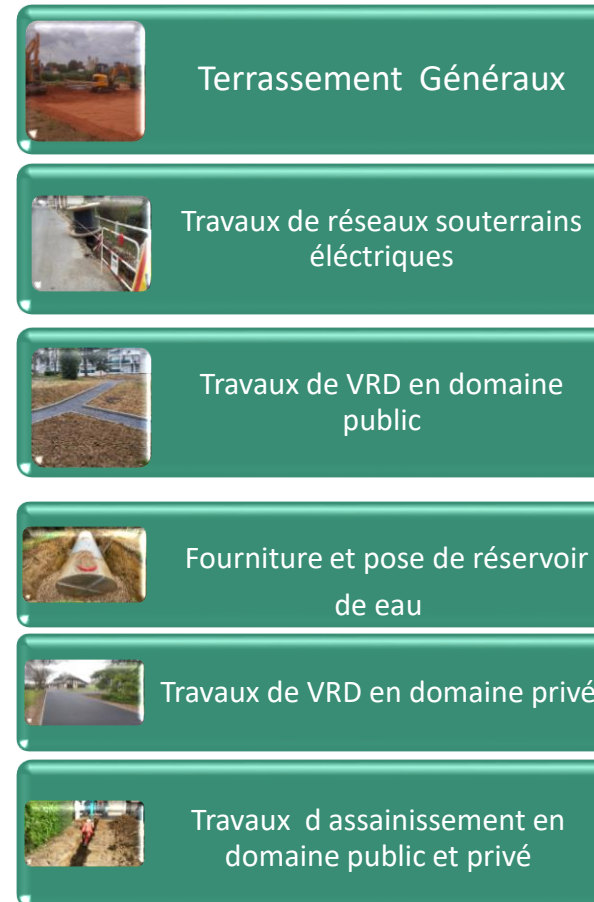 Terrassement Généraux
Travaux de réseaux souterrains
éléctriques
Travaux de VRD en domaine
public
Fourniture et pose de réservoir
de eau
Travaux de VRD en domaine privé
Travaux d assainissement en
domaine public et privé